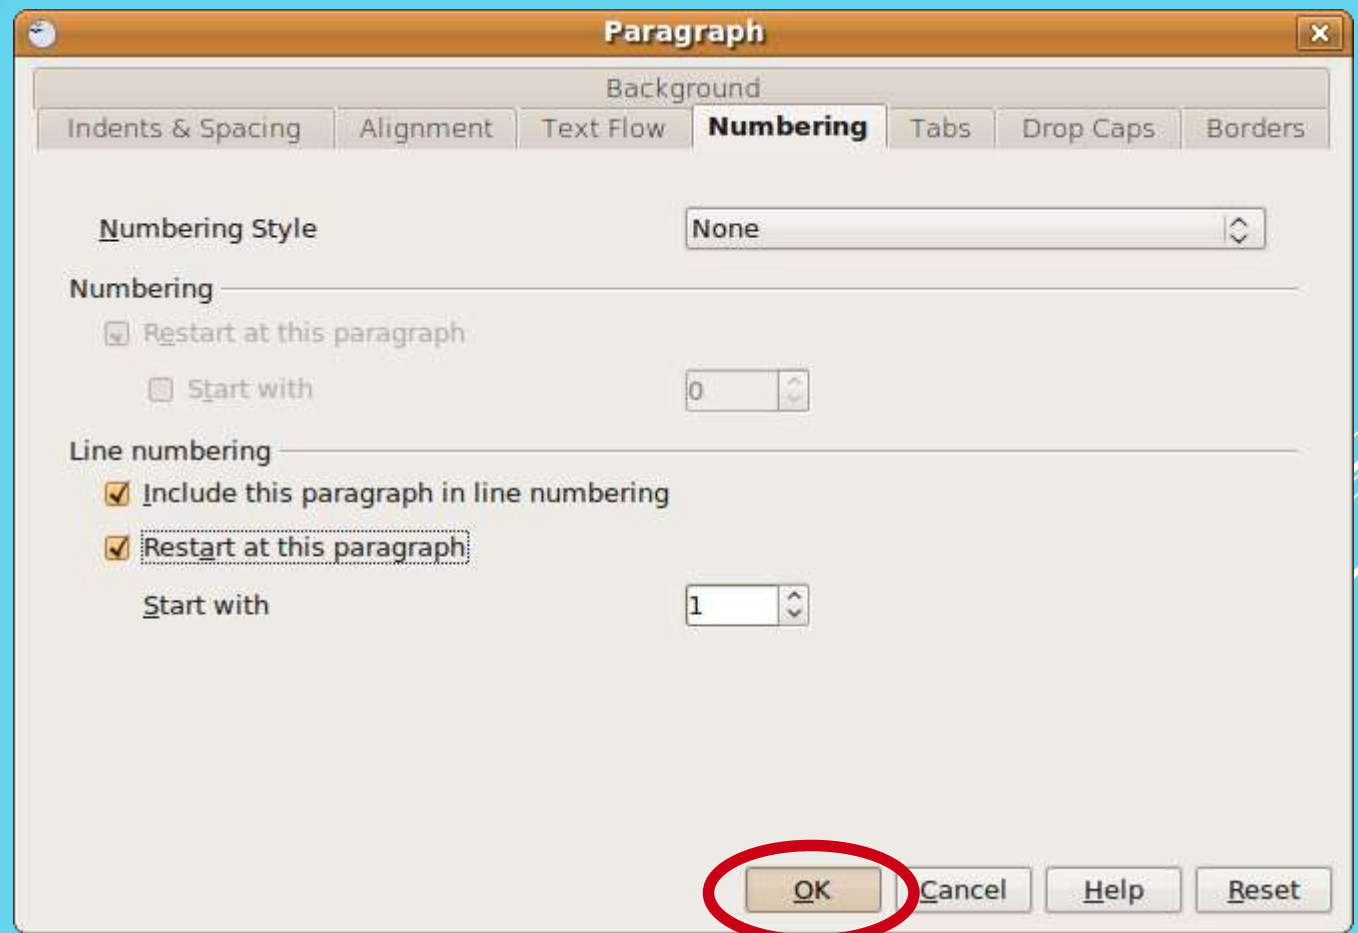 Paragraph
Background
Indents & Spacing Alignment Text Flow Numbering Tabs Drop Caps Borders
Numbering Style None
Numbering
Restart at this paragraph
Start with 0
Line numbering
Include this paragraph in line numbering
Restart at this paragraph
Start with 1
OK Cancel Help Reset